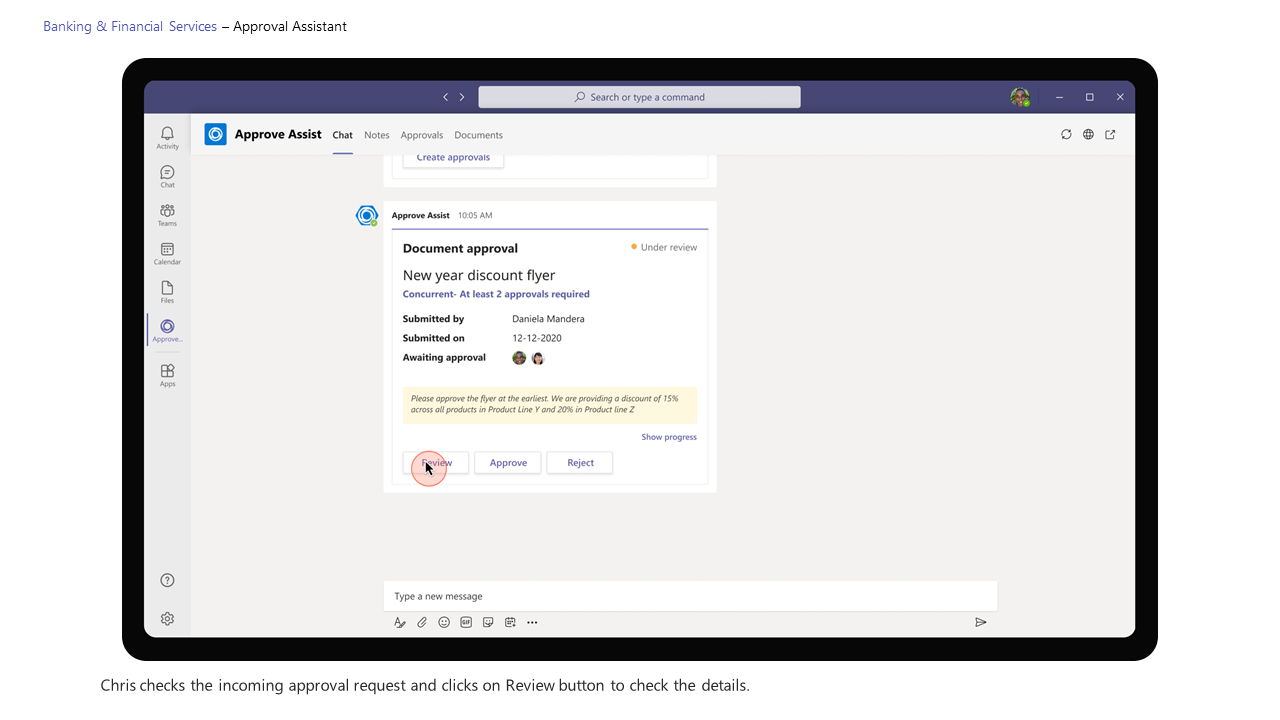 Banking & Financial Services – Approval Assistant
Search or type a command
Approve Assist Chat Notes Approvals Documents
Activity
Chat
Teams
Calendar
Files
Approve...
Apps
Create approvals
Approve Assist 10:05 AM
Document approval Under review
New year discount flyer
Concurrent- At least 2 approvals required
Submitted by Daniela Mandera
Submitted on 12-12-2020
Awaiting approval
Please approve the flyer at the earliest. We are providing a discount of 15%
across all products in Product Line Y and 20% in Product line Z
Show progress
Review Approve Reject
Type a new message
GIF
Chris checks the incoming approval request and clicks on Review button to check the details.